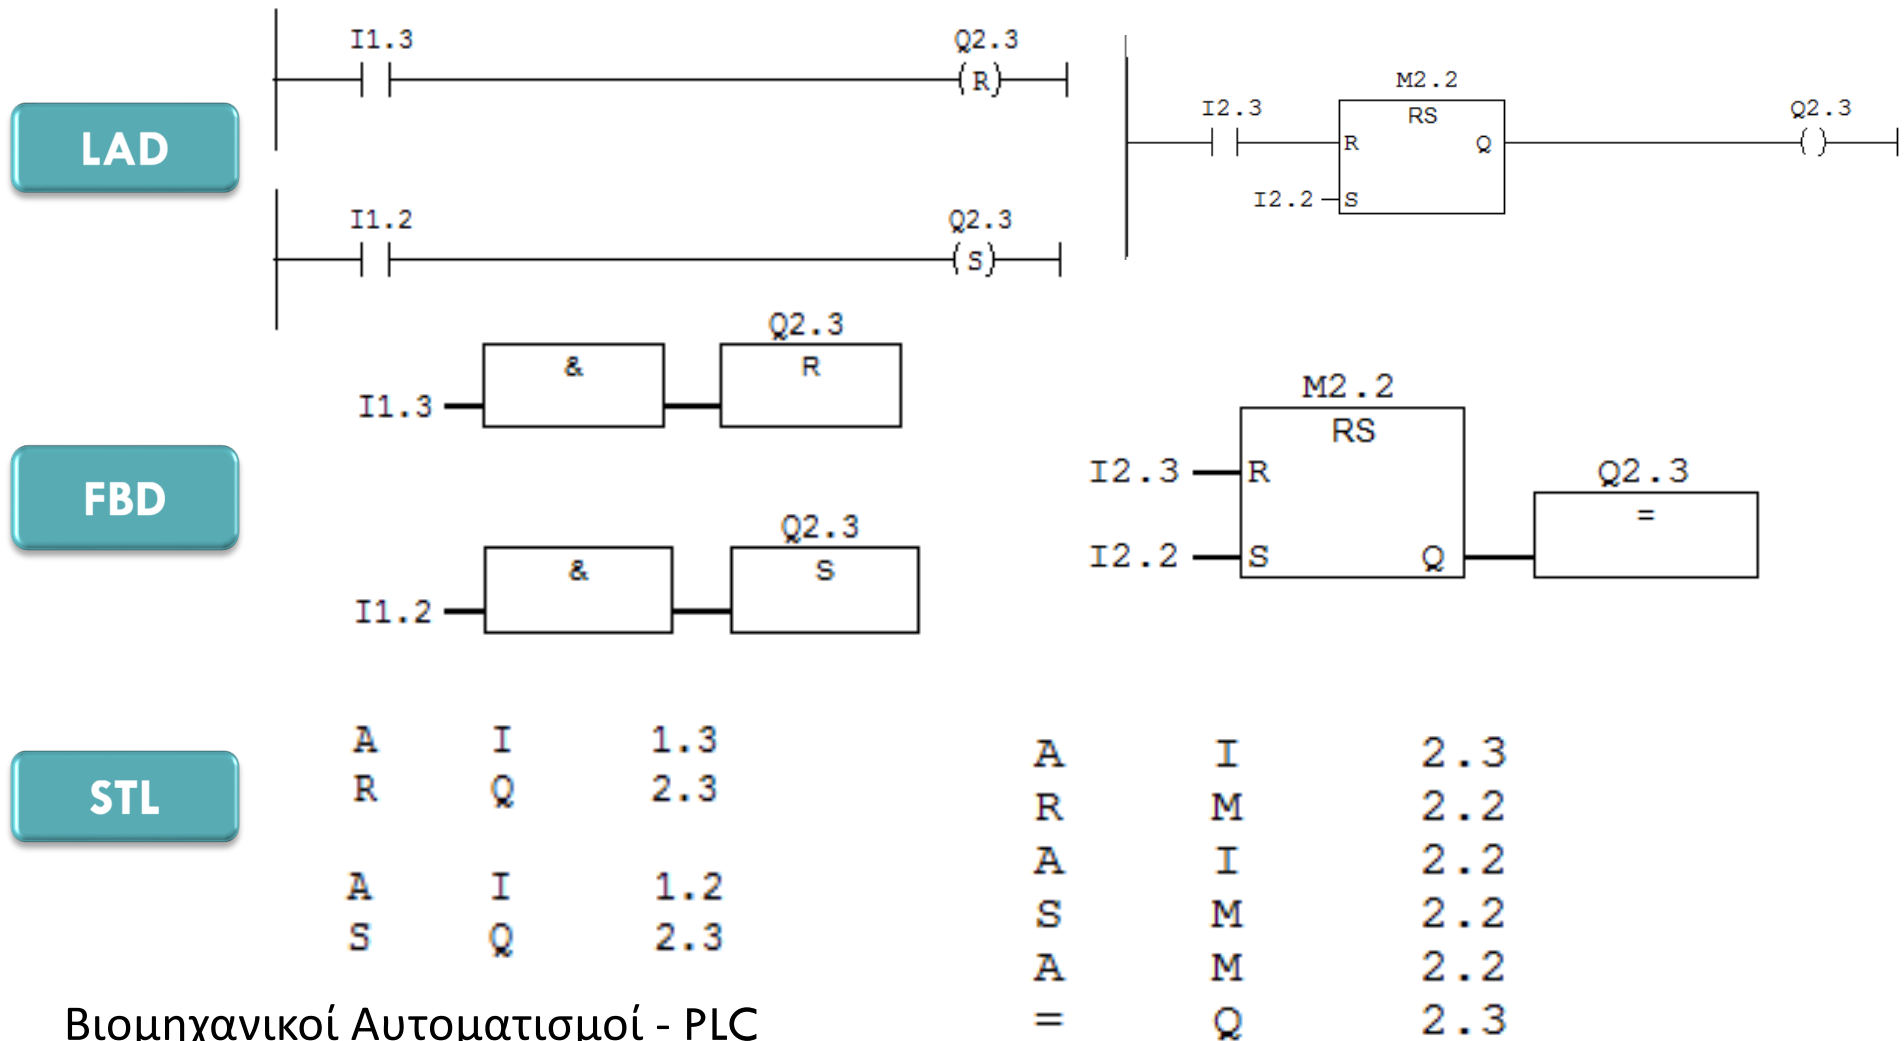 I1.3 Q2.3
( R )
LAD
I1.2 Q2.3
( S )
M2.2
I2.3 RS Q2.3
R Q ( )
I2.2 S
FBD
Q2.3
& R
I1.3
Q2.3
& S
I1.2
M2.2
RS
I2.3 R Q2.3
=
I2.2 S Q
STL
A I 1.3
R Q 2.3
A I 1.2
S Q 2.3
A I 2.3
R M 2.2
A I 2.2
S M 2.2
A M 2.2
= Q 2.3
Βιομηχανικοί Αυτοματισμοί - PLC